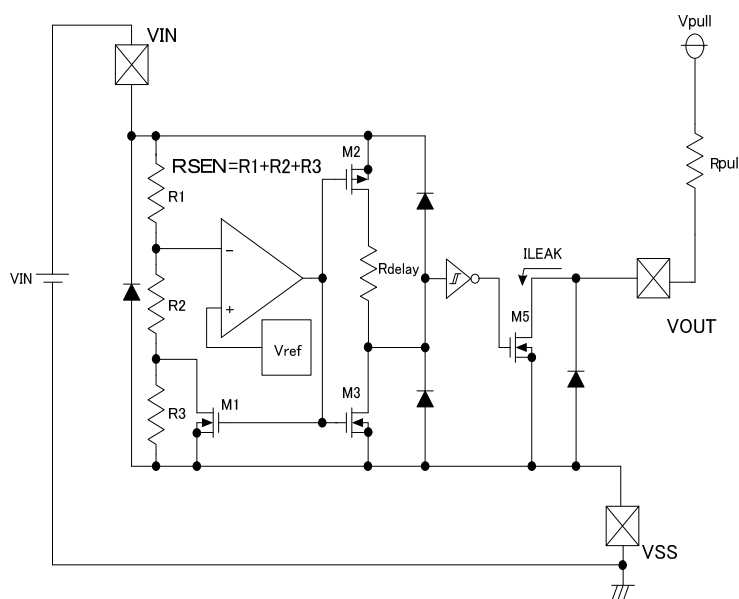 Vpull
VIN
M2
RSEN=R1+R2+R3
Rpul
R1
ILEAK
−
Rdelay
VIN
R2
M5
+
VOUT
Vref
M3
R3
M1
VSS